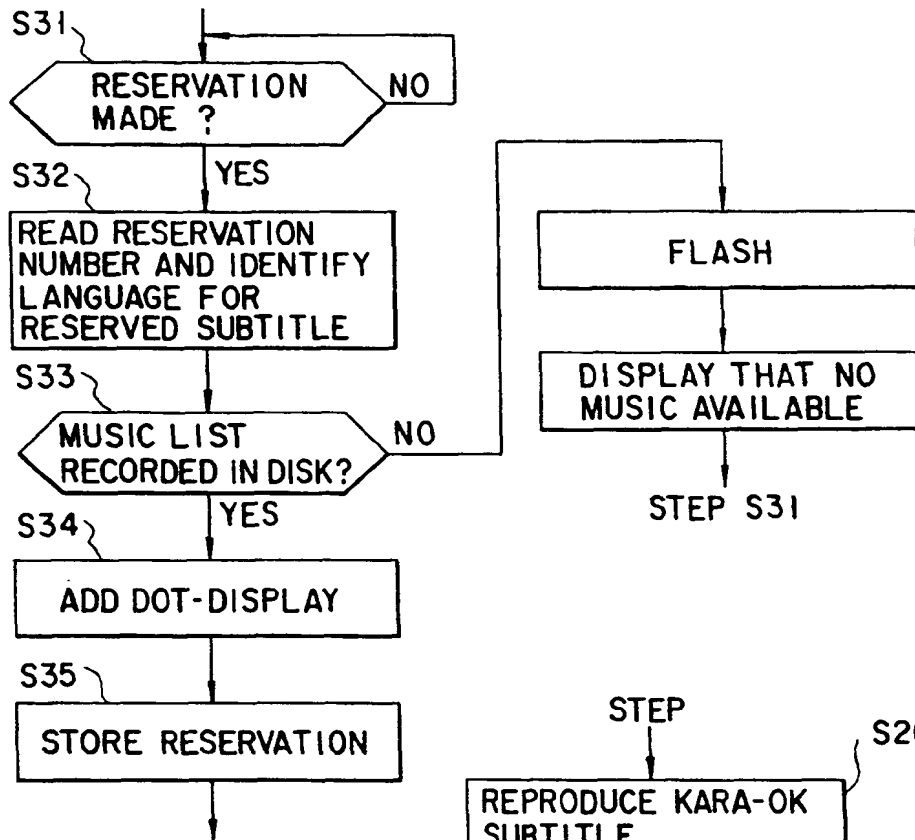 S31
RESERVATION
MADE ?
NO
YES
S32
READ RESERVATION
NUMBER AND IDENTIFY
LANGUAGE FOR
RESERVED SUBTITLE
S33
MUSIC LIST
RECORDED IN DISK?
NO
YES
S34
ADD DOT-DISPLAY
S35
STORE RESERVATION
FLASH
DISPLAY THAT NO
MUSIC AVAILABLE
STEP S31
STEP
REPRODUCE KARA-OK
SUBTITLE